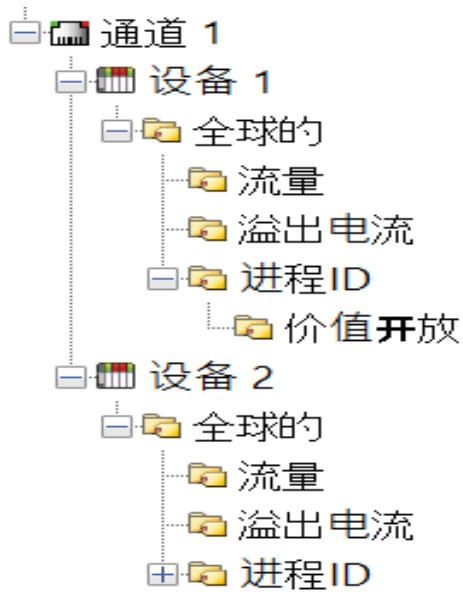 通道 1
设备 1
全球的
流量
溢出电流
进程ID
价值开放
设备 2
全球的
流量
溢出电流
进程ID